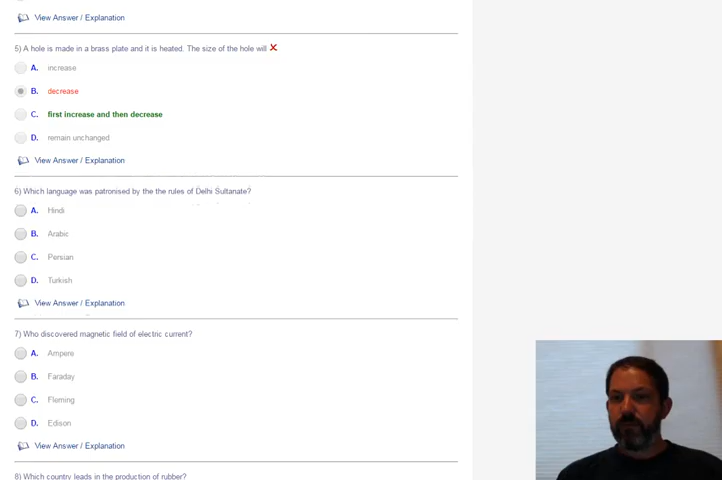 View Answer / Explanation
5) A hole is made in a brass plate and it is heated. The size of the hole will
A. increase
B. decrease
C. first increase and then decrease
D. remain unchanged
View Answer / Explanation
6) Which language was patronised by the the rules of Delhi Sultanate?
A. Hindi
B. Arabic
C. Persian
D. Turkish
View Answer / Explanation
7) Who discovered magnetic field of electric current?
A. Ampere
B. Faraday
C. Fleming
D. Edison
View Answer / Explanation
8) Which country leads in the production of rubber?